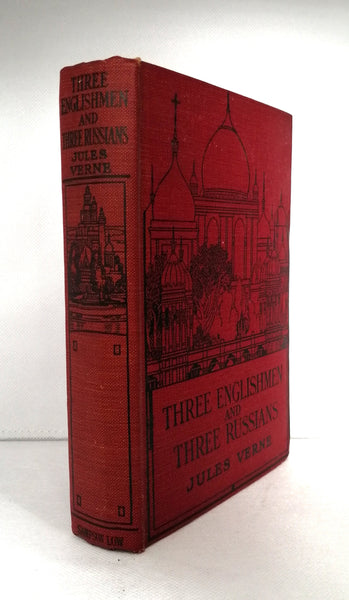 THREE
ENGLISHMEN
AND
THREE RUSSIANS
JULES
VERNE
SAMPSON LOW
THREE ENGLISHMEN
AND
THREE RUSSIANS
JULES VERNE